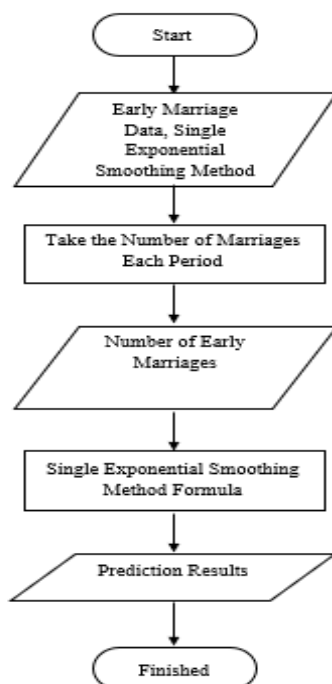 Start
Early Marriage
Data, Single
Exponential
Smoothing Method
Take the Number of Marriages
Each Period
Number of Early
Marriages
Single Exponential Smoothing
Method Formula
Prediction Results
Finished